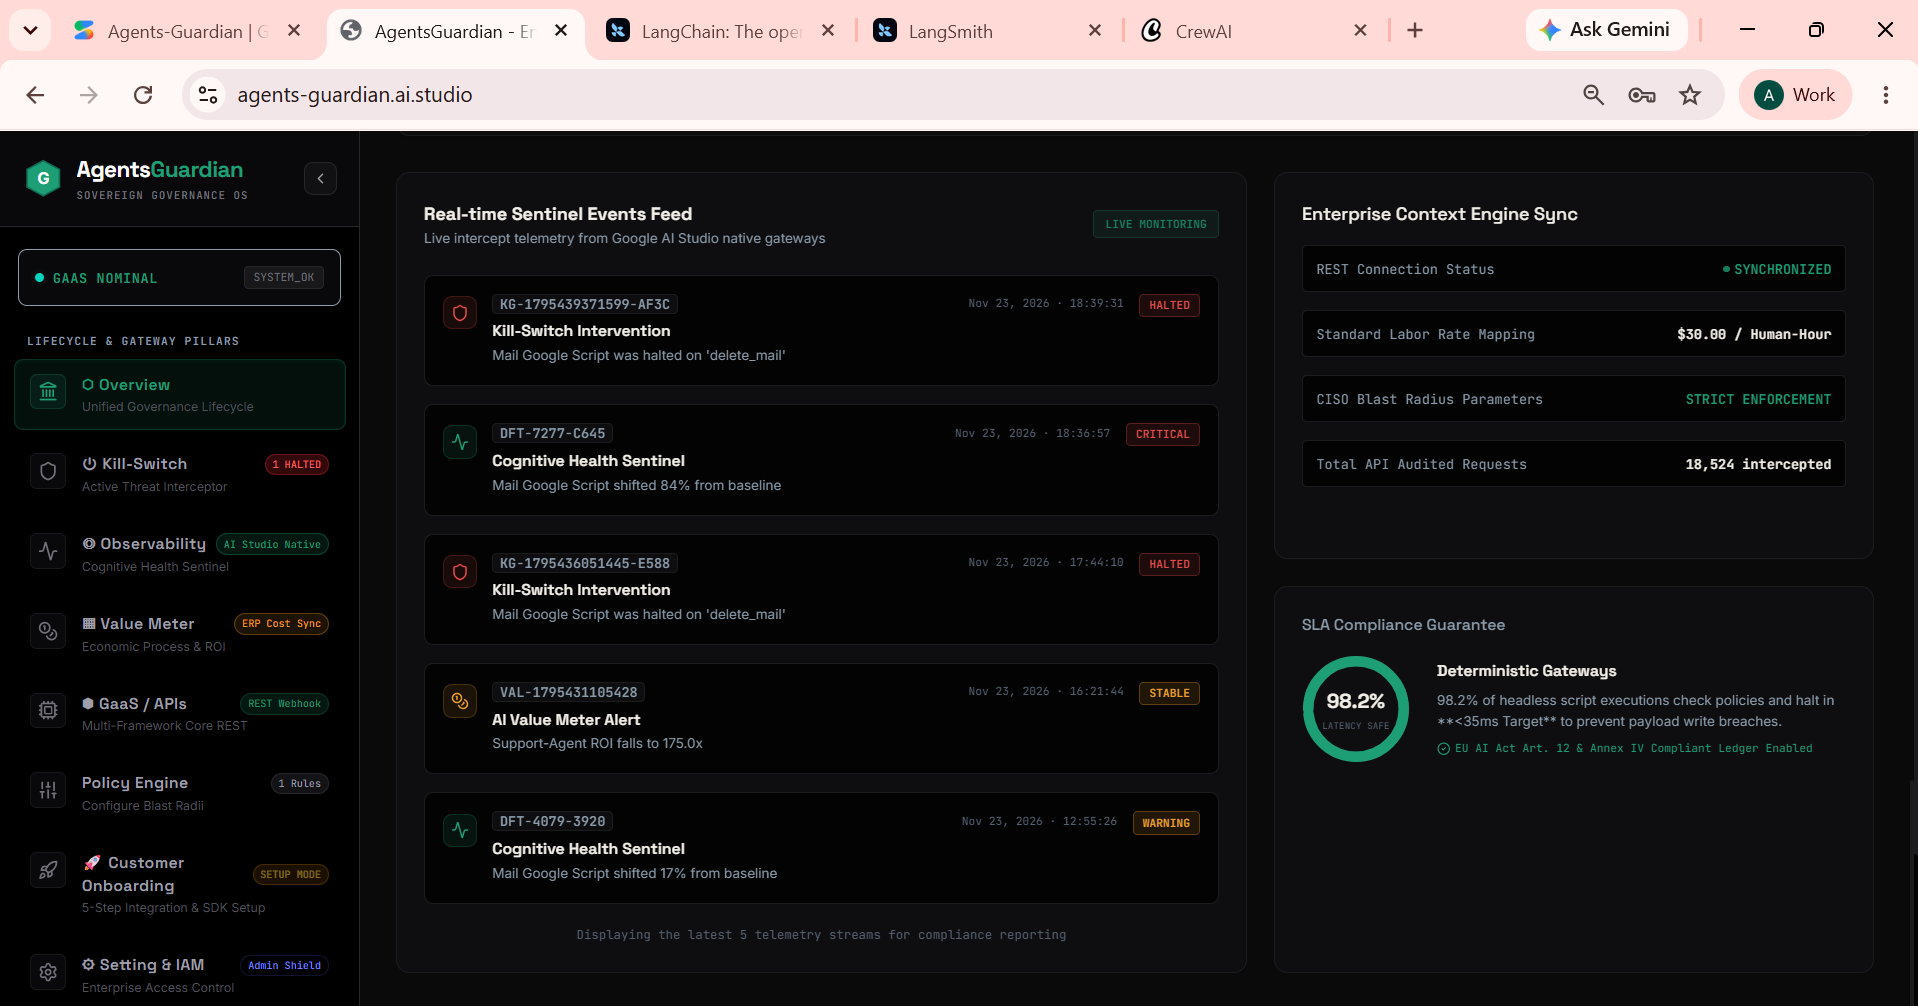 Agents-Guardian | G
AgentsGuardian - Er
LangChain: The oper
LangSmith
CrewAI
Ask Gemini
agents-guardian.ai.studio
A
Work
G
AgentsGuardian
SOVEREIGN GOVERNANCE OS
GAAS NOMINAL
SYSTEM_OK
LIFECYCLE & GATEWAY PILLARS
Overview
Unified Governance Lifecycle
Kill-Switch
1 HALTED
Active Threat Interceptor
Observability
AI Studio Native
Cognitive Health Sentinel
Value Meter
ERP Cost Sync
Economic Process & ROI
GaaS / APIs
REST Webhook
Multi-Framework Core REST
Policy Engine
1 Rules
Configure Blast Radii
🚀 Customer
Onboarding
SETUP MODE
5-Step Integration & SDK Setup
⚙ Setting & IAM
Admin Shield
Enterprise Access Control
Real-time Sentinel Events Feed
Live intercept telemetry from Google AI Studio native gateways
LIVE MONITORING
KG-1795439371599-AF3C
Nov 23, 2026 · 18:39:31
HALTED
Kill-Switch Intervention
Mail Google Script was halted on 'delete_mail'
DFT-7277-C645
Nov 23, 2026 · 18:36:57
CRITICAL
Cognitive Health Sentinel
Mail Google Script shifted 84% from baseline
KG-1795436051445-E588
Nov 23, 2026 · 17:44:10
HALTED
Kill-Switch Intervention
Mail Google Script was halted on 'delete_mail'
VAL-1795431105428
Nov 23, 2026 · 16:21:44
STABLE
AI Value Meter Alert
Support-Agent ROI falls to 175.0x
DFT-4079-3920
Nov 23, 2026 · 12:55:26
WARNING
Cognitive Health Sentinel
Mail Google Script shifted 17% from baseline
Displaying the latest 5 telemetry streams for compliance reporting
Enterprise Context Engine Sync
REST Connection Status
SYNCHRONIZED
Standard Labor Rate Mapping
$30.00 / Human-Hour
CISO Blast Radius Parameters
STRICT ENFORCEMENT
Total API Audited Requests
18,524 intercepted
SLA Compliance Guarantee
98.2%
LATENCY SAFE
Deterministic Gateways
98.2% of headless script executions check policies and halt in
**<35ms Target** to prevent payload write breaches.
EU AI Act Art. 12 & Annex IV Compliant Ledger Enabled